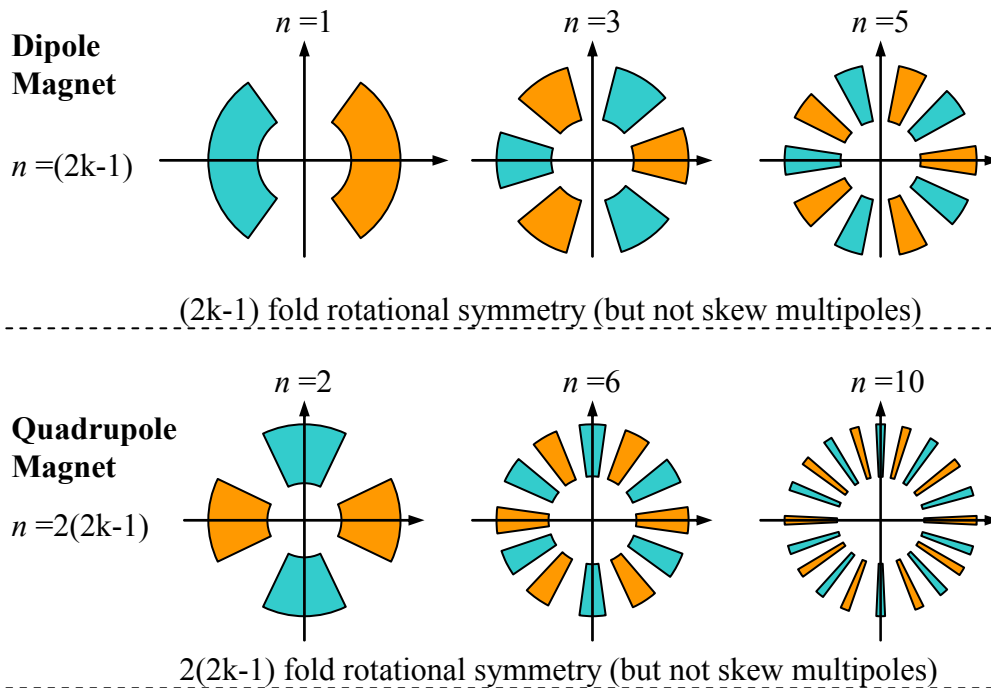 n =1
n =3
n =5
Dipole
Magnet
n =(2k-1)
(2k-1) fold rotational symmetry (but not skew multipoles)
n =2
n =6
n =10
Quadrupole
Magnet
n =2(2k-1)
2(2k-1) fold rotational symmetry (but not skew multipoles)